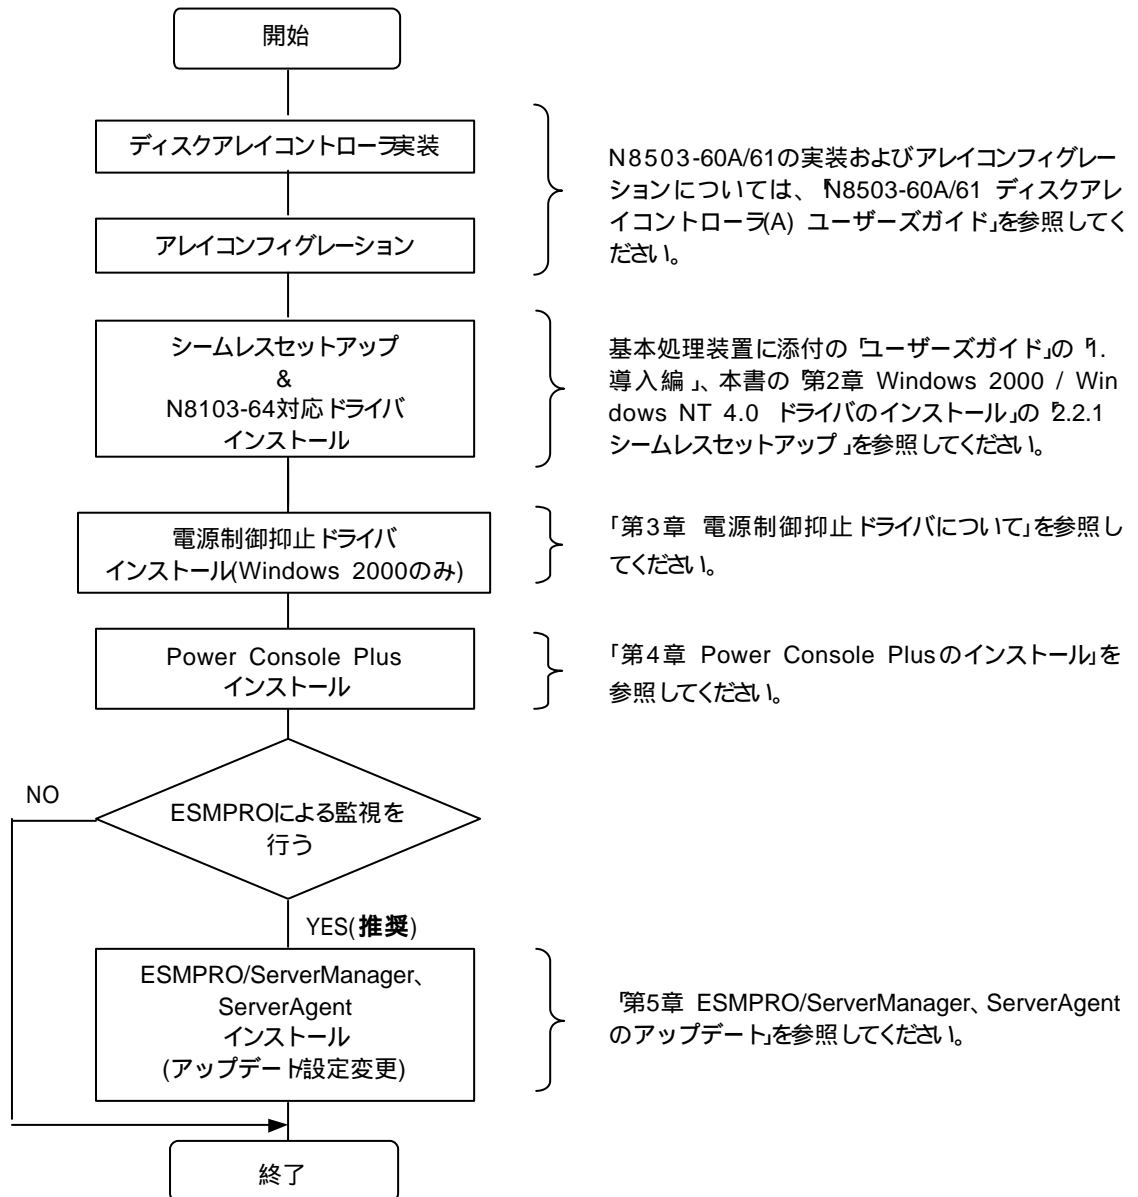 開始
ディスクアレイコントローラ実装
アレイコンフィグレーション
N8503-60A/61の実装およびアレイコンフィグレー
ションについては、「N8503-60A/61 ディスクアレ
イコントローラ(A) ユーザーズガイド」を参照してく
ださい。
シームレスセットアップ
&
N8103-64対応ドライバ
インストール
基本処理装置に添付の「ユーザーズガイド」の「1.
導入編」、本書の「第2章 Windows 2000 / Win
dows NT 4.0 ドライバのインストール」の「2.2.1
シームレスセットアップ」を参照してください。
電源制御抑止ドライバ
インストール(Windows 2000のみ)
「第3章 電源制御抑止ドライバについて」を参照し
てください。
Power Console Plus
インストール
「第4章 Power Console Plusのインストール」を
参照してください。
NO
ESMPROによる監視を
行う
YES(推奨)
ESMPRO/ServerManager、
ServerAgent
インストール
(アップデート/設定変更)
「第5章 ESMPRO/ServerManager、ServerAgent
のアップデート」を参照してください。
終了